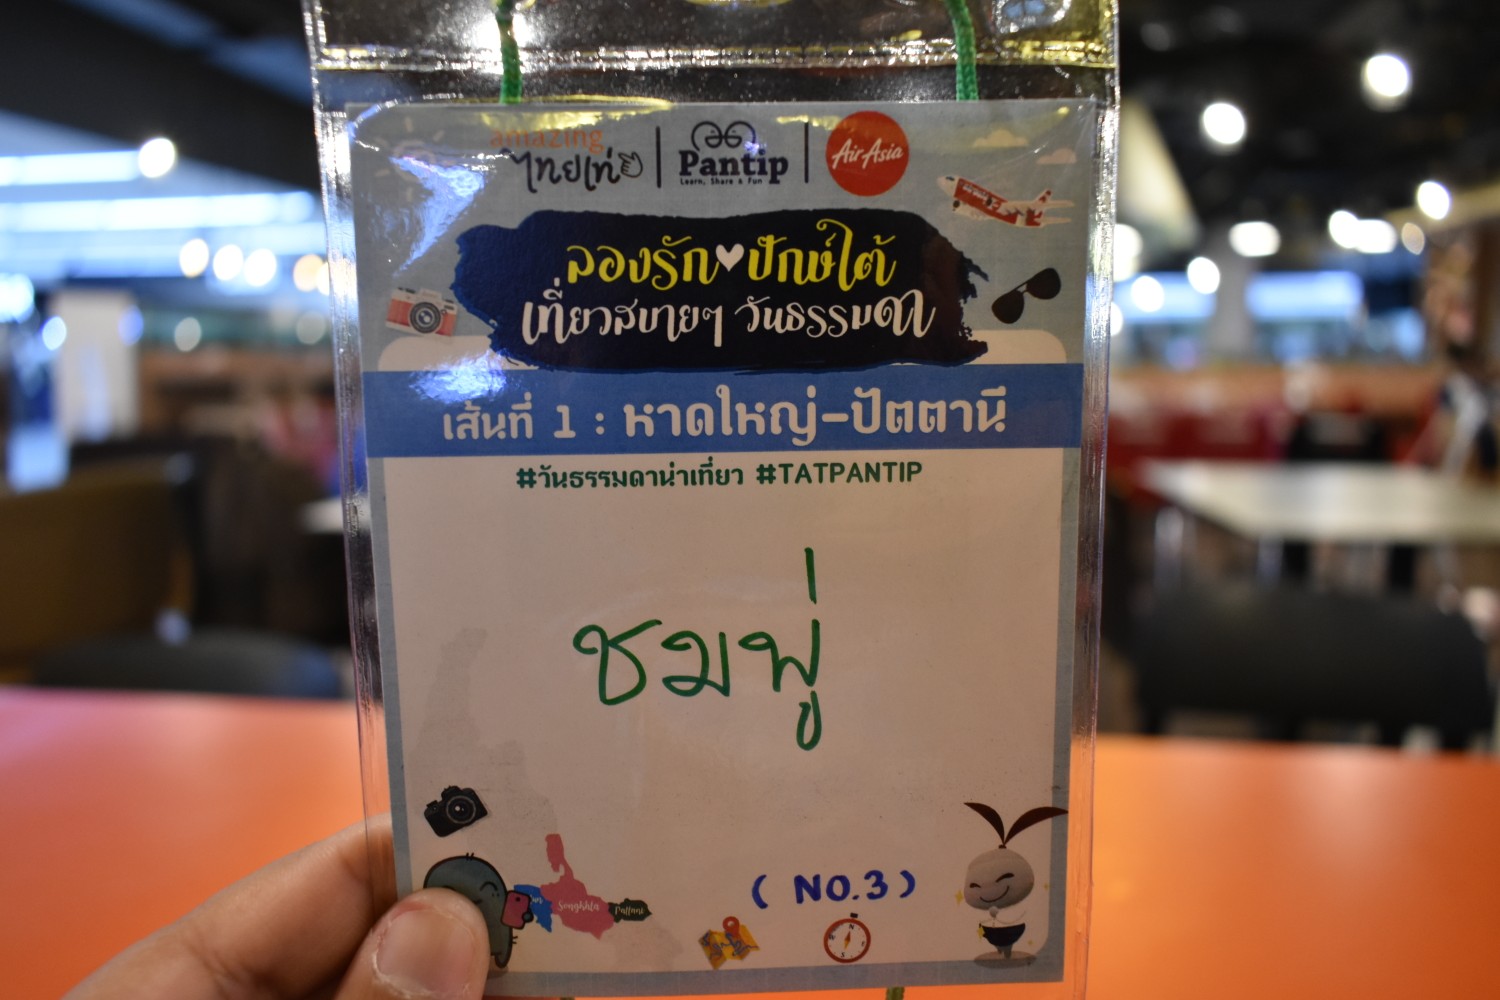 amazing
ไทยเท่
Pantip
Learn, Share & Fun
AirAsia
ลองรัก♥ปักษ์ใต้
เที่ยวสบายๆ วันธรรมดา
เส้นที่ 1 : หาดใหญ่-ปัตตานี
#วันธรรมดาน่าเที่ยว #TATPANTIP
ชมพู่
(NO.3)
Songkhla
Pattani